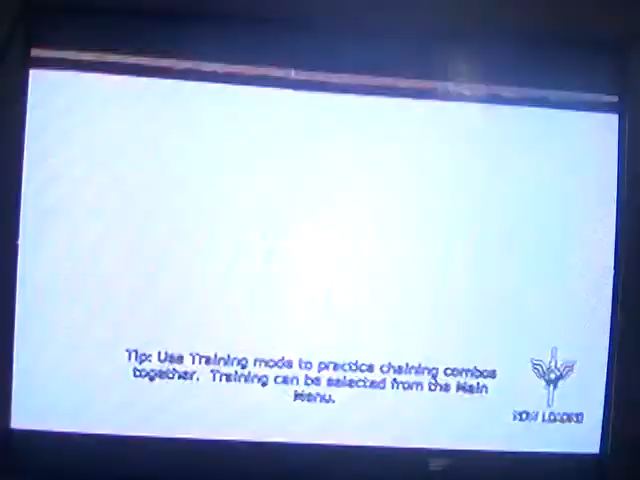 Tip: Use Training mode to practice chaining combos
together. Training can be selected from the Main
Menu.
NOW LOADING